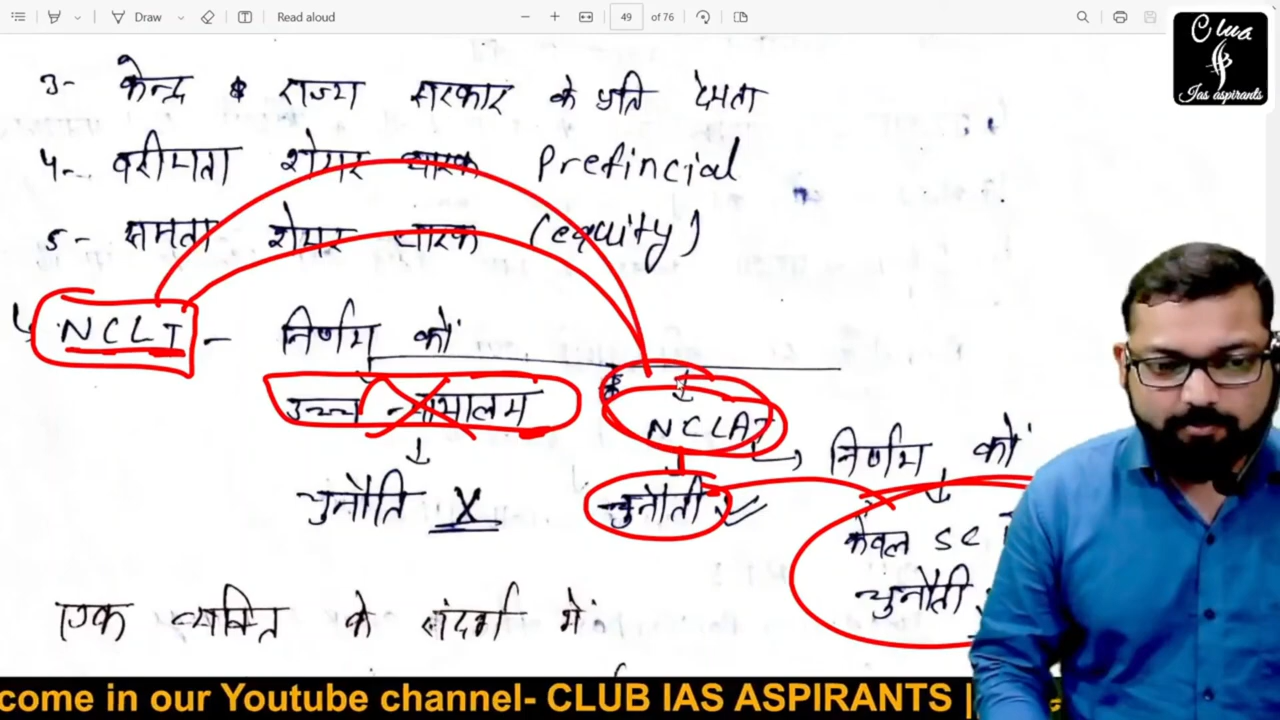 Draw
Read aloud
49 of 76
Club
Ias aspirants
3- केन्द्र राज्य सरकार के प्रति देयता
4- वरीयता शेयर धारक Prefincial
5- समता शेयर धारक (equity)
NCLT - निर्णय को
उच्च - न्यायालय NCLAT
निर्णय को
चुनौति X चुनौती
केवल SC
चुनौती
एक व्यक्ति के संदर्भ में
come in our Youtube channel- CLUB IAS ASPIRANTS |